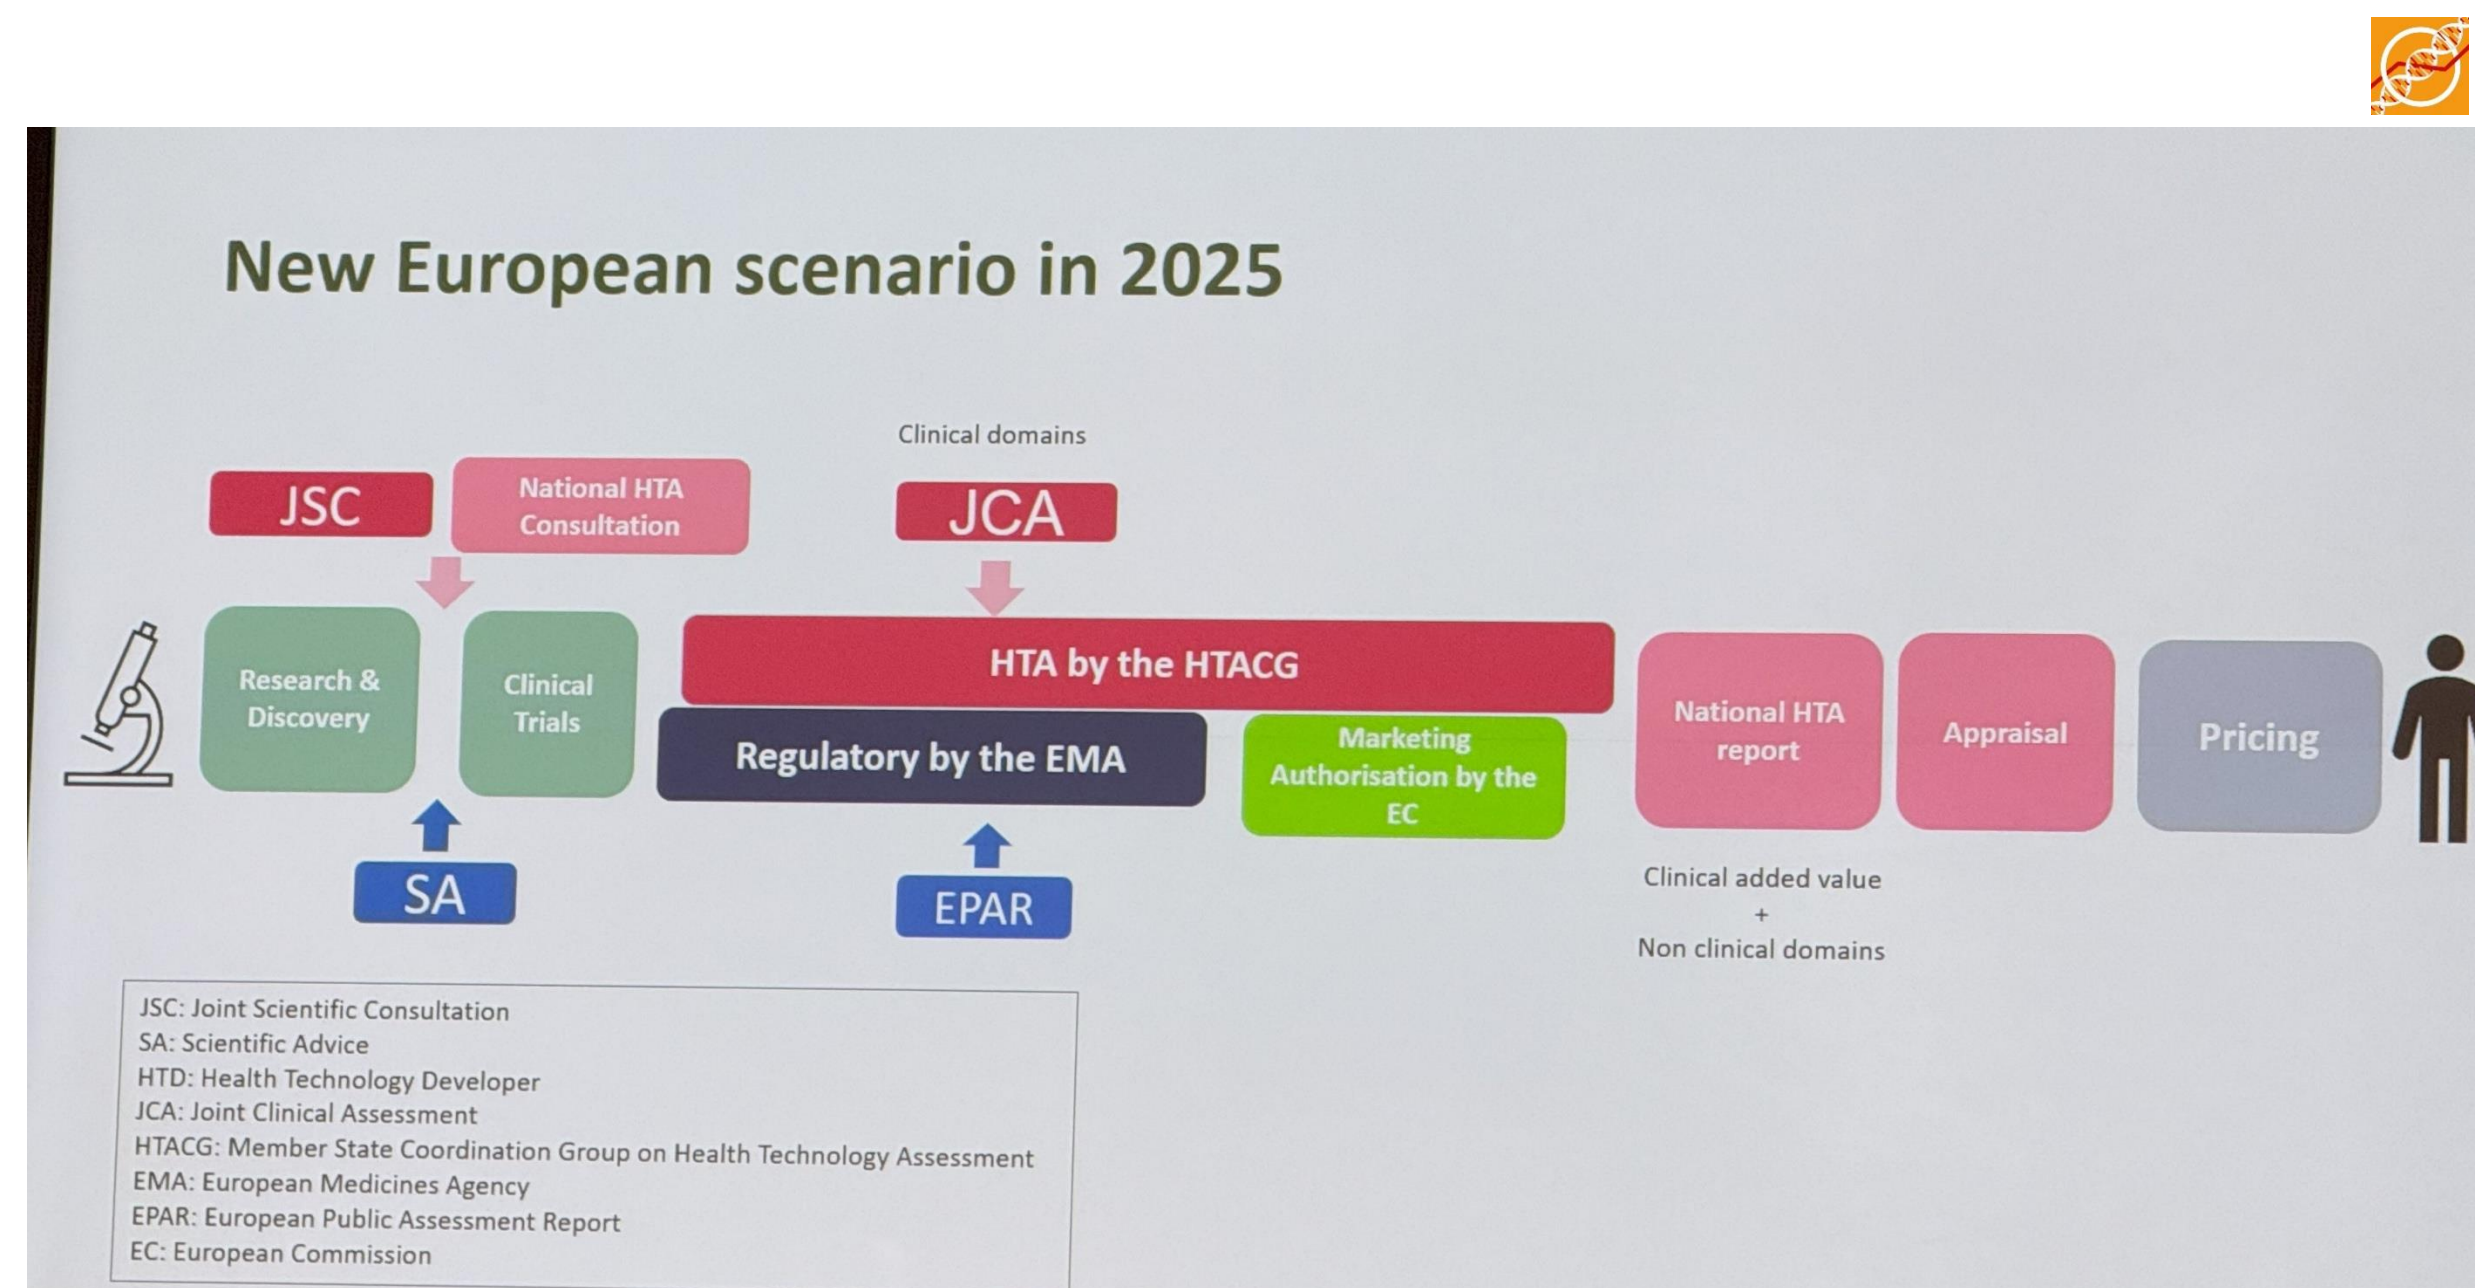 New European scenario in 2025
Clinical domains
JSC
National HTA
Consultation
JCA
Research &
Discovery
Clinical
Trials
HTA by the HTACG
Regulatory by the EMA
Marketing
Authorisation by the
EC
National HTA
report
Appraisal
Pricing
SA
EPAR
Clinical added value
+
Non clinical domains
JSC: Joint Scientific Consultation
SA: Scientific Advice
HTD: Health Technology Developer
JCA: Joint Clinical Assessment
HTACG: Member State Coordination Group on Health Technology Assessment
EMA: European Medicines Agency
EPAR: European Public Assessment Report
EC: European Commission